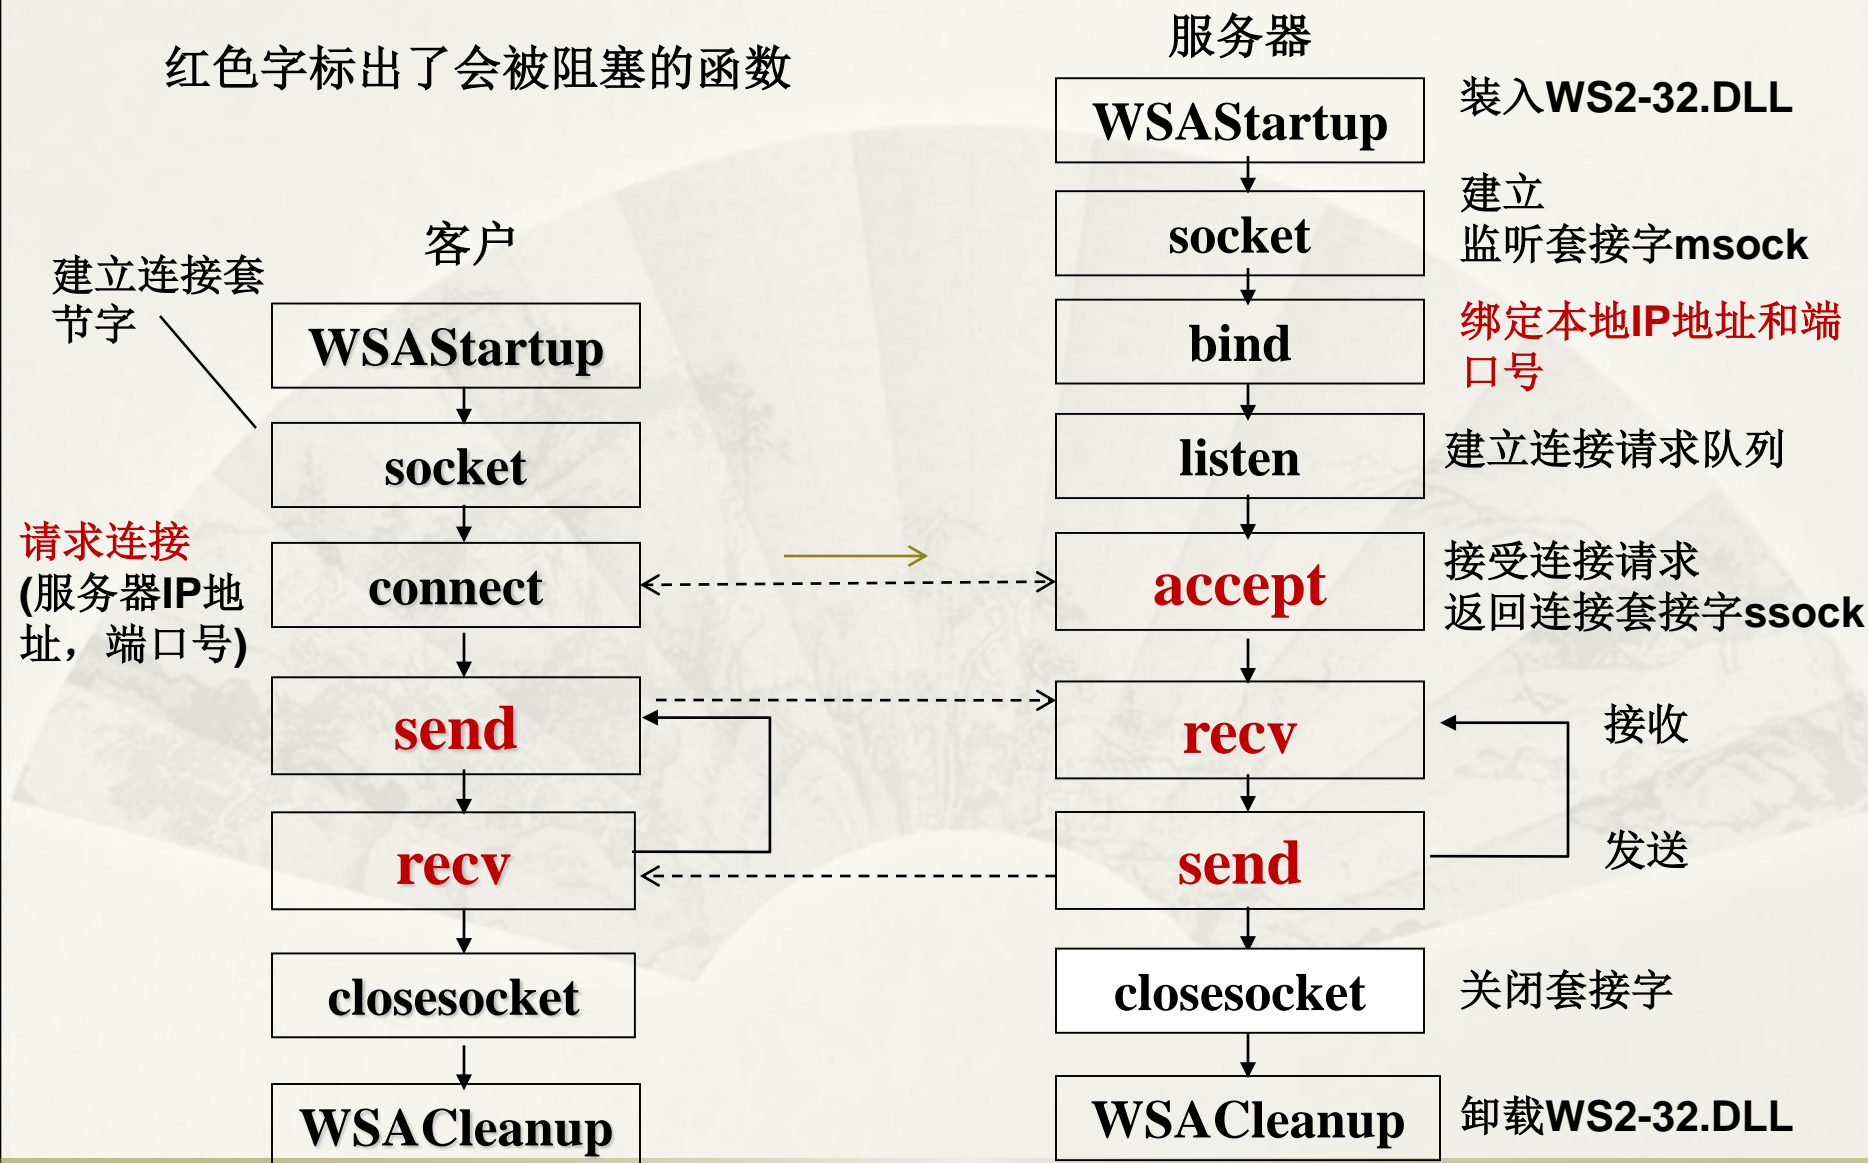 红色字标出了会被阻塞的函数
服务器
WSAStartup
装入WS2-32.DLL
socket
建立
监听套接字msock
bind
绑定本地IP地址和端
口号
listen
建立连接请求队列
accept
接受连接请求
返回连接套接字ssock
recv
接收
send
发送
closesocket
关闭套接字
WSACleanup
卸载WS2-32.DLL
客户
建立连接套
节字
WSAStartup
socket
请求连接
(服务器IP地
址，端口号)
connect
send
recv
closesocket
WSACleanup